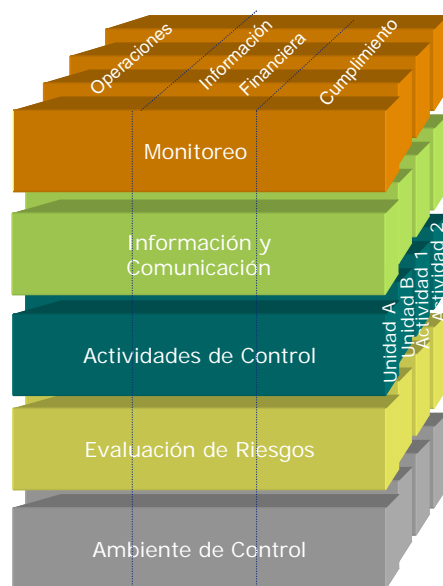 Operaciones
Información
Financiera
Cumplimiento
Monitoreo
Información y
Comunicación
Actividades de Control
Evaluación de Riesgos
Ambiente de Control
Unidad A
Unidad B
Actividad 1
Actividad 2